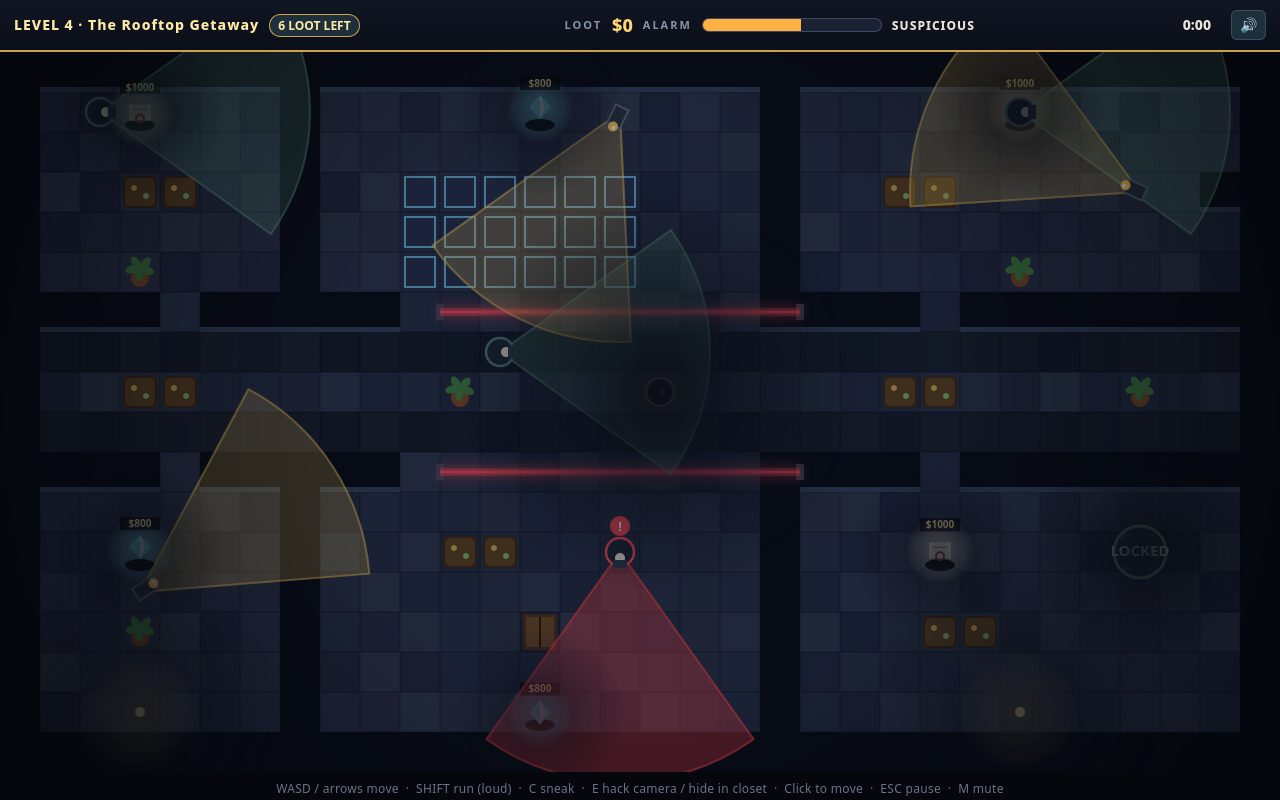 LEVEL 4 · The Rooftop Getaway 6 LOOT LEFT LOOT $0 ALARM SUSPICIOUS 0:00
$1000
$800
$1000
$800
!
$1000
LOCKED
$800
WASD / arrows move · SHIFT run (loud) · C sneak · E hack camera / hide in closet · Click to move · ESC pause · M mute